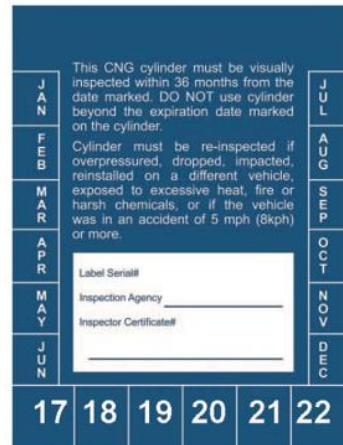 This CNG cylinder must be visually
inspected within 36 months from the
date marked. DO NOT use cylinder
beyond the expiration date marked
on the cylinder.
Cylinder must be re-inspected if
overpressured, dropped, impacted,
reinstalled on a different vehicle,
exposed to excessive heat, fire or
harsh chemicals, or if the vehicle
was in an accident of 5 mph (8kph)
or more.
Label Serial#
Inspection Agency
Inspector Certificate#
JAN
FEB
MAR
APR
MAY
JUN
JUL
AUG
SEP
OCT
NOV
DEC
17 18 19 20 21 22